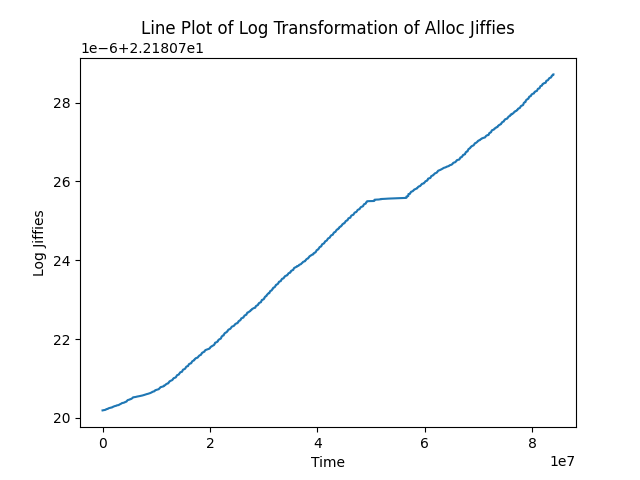 Line Plot of Log Transformation of Alloc Jiffies
1e−6+2.21807e1
28
26
24
22
20
Log Jiffies
0 2 4 6 8
1e7
Time